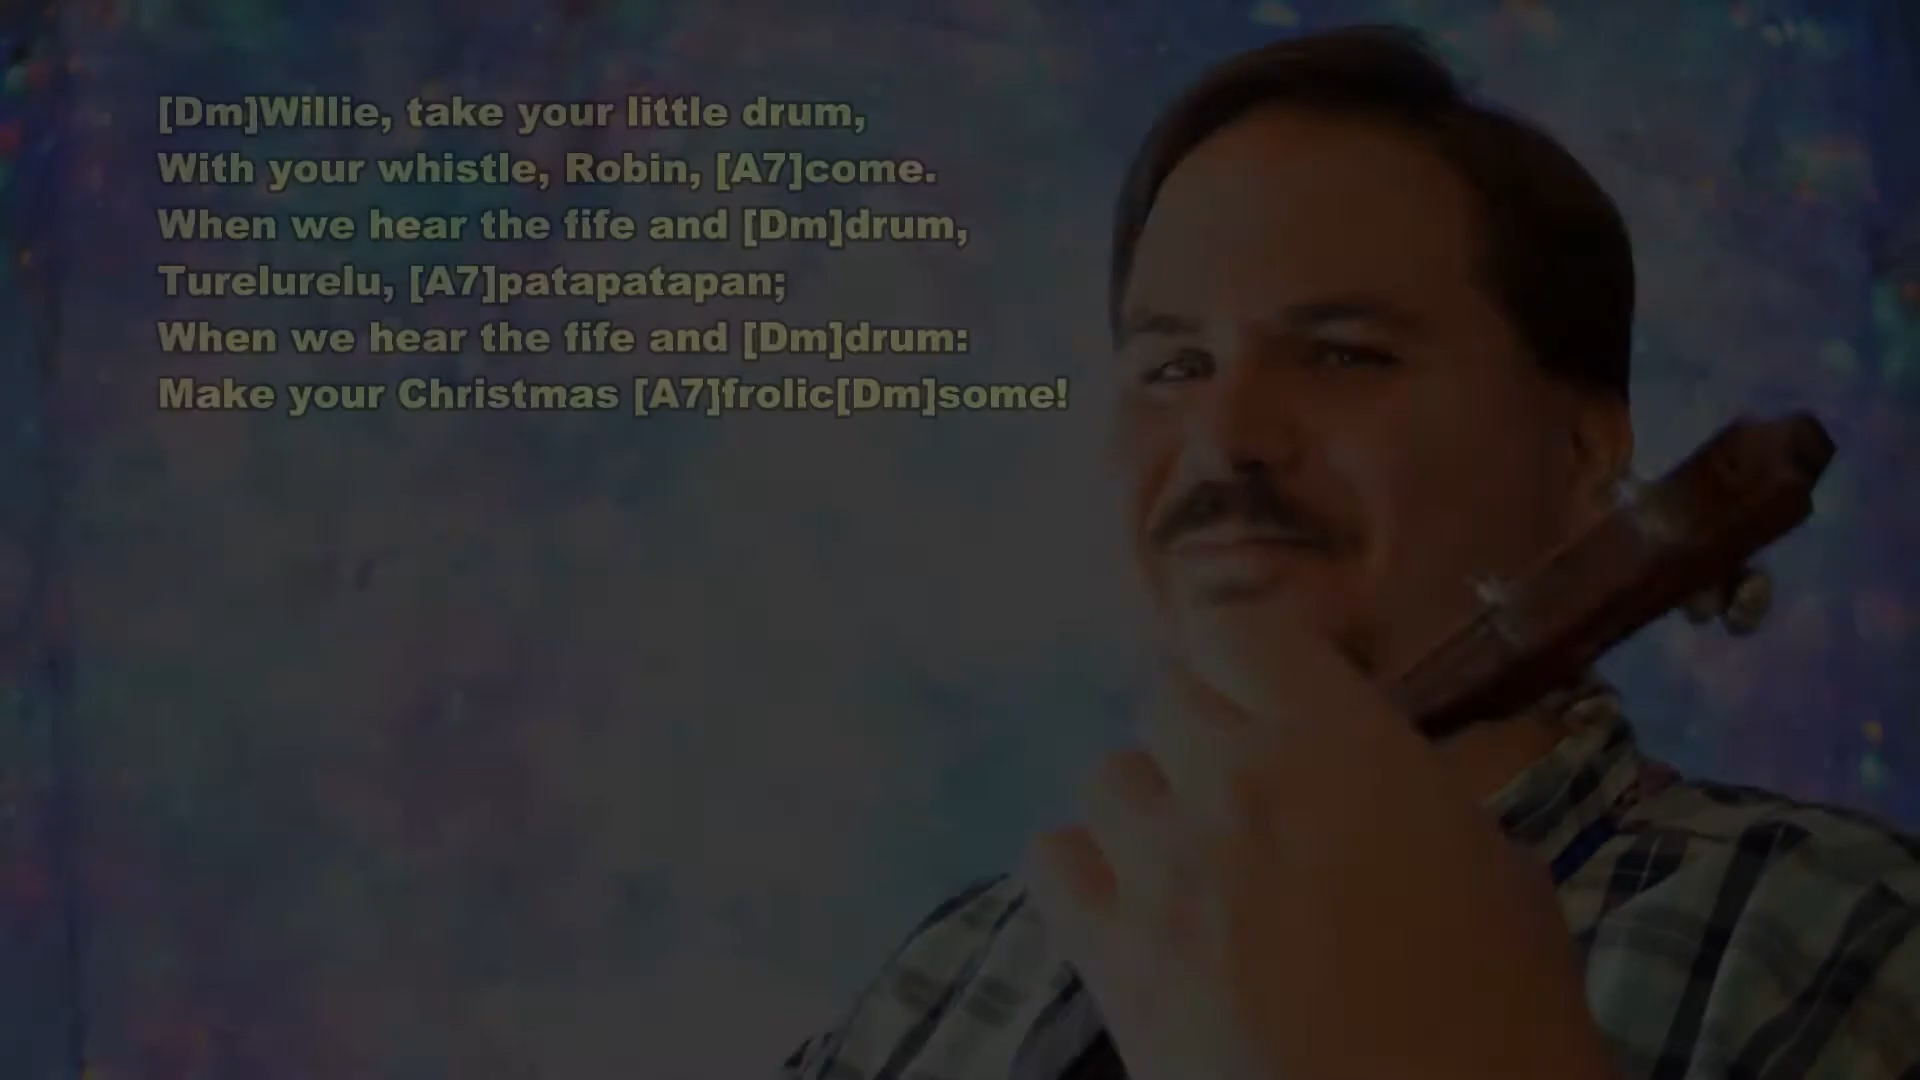 [Dm]Willie, take your little drum,
With your whistle, Robin, [A7]come.
When we hear the fife and [Dm]drum,
Turelurelu, [A7]patapatapan;
When we hear the fife and [Dm]drum:
Make your Christmas [A7]frolic[Dm]some!